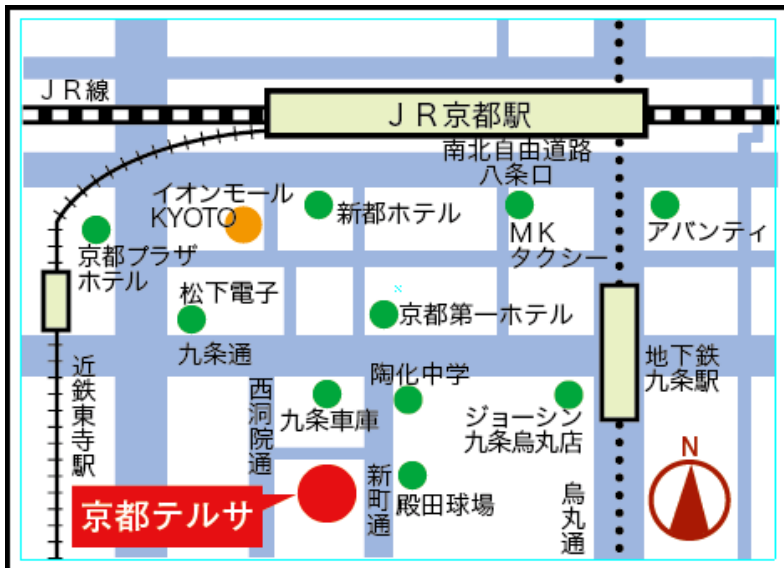 ＪＲ線
ＪＲ京都駅
南北自由道路
八条口
イオンモール
KYOTO
新都ホテル
MK
タクシー
アバンティ
京都プラザ
ホテル
松下電子
京都第一ホテル
九条通
地下鉄
九条駅
近鉄東寺駅
西洞院通
九条車庫
陶化中学
ジョーシン
九条烏丸店
新町通
殿田球場
烏丸通
N
京都テルサ